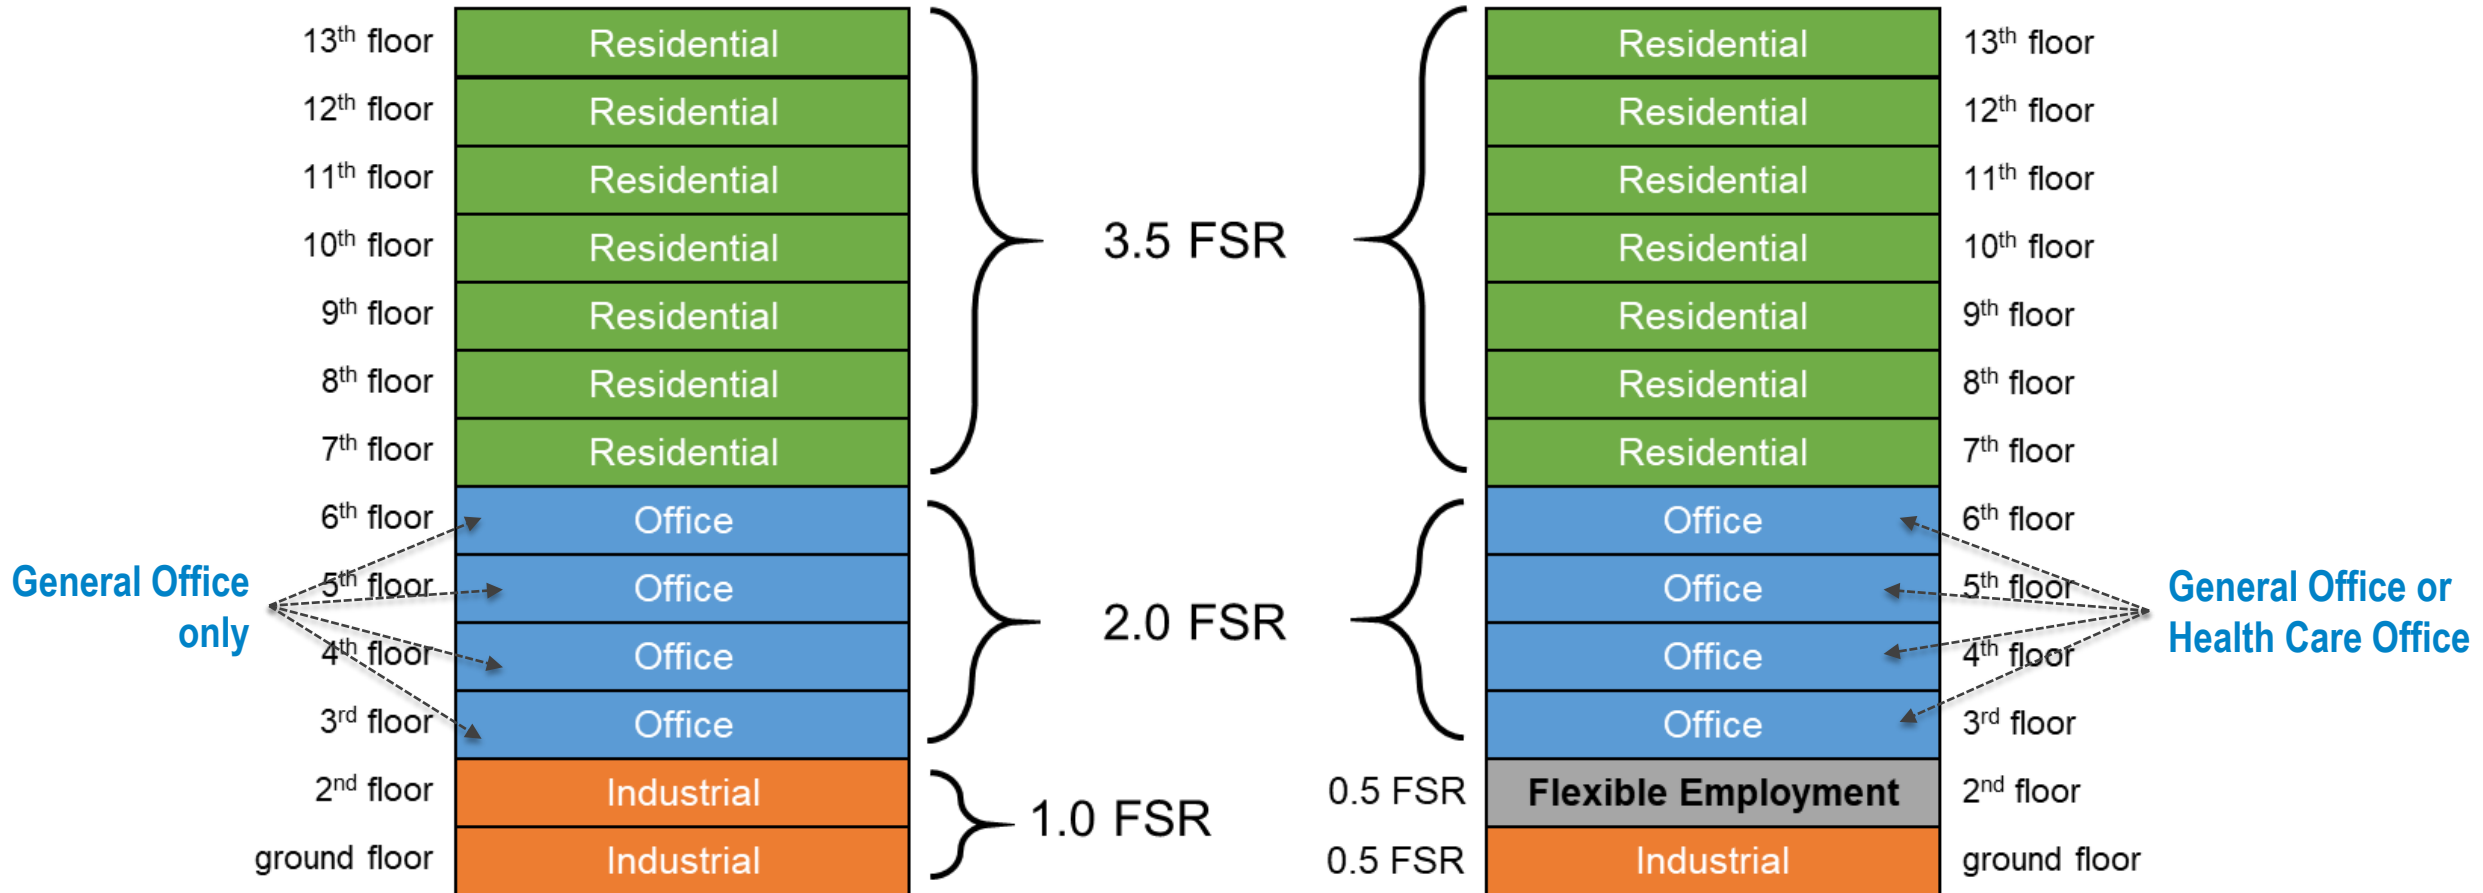 13th floor Residential Residential 13th floor
12th floor Residential Residential 12th floor
11th floor Residential Residential 11th floor
10th floor Residential 3.5 FSR Residential 10th floor
9th floor Residential Residential 9th floor
8th floor Residential Residential 8th floor
7th floor Residential Residential 7th floor
6th floor Office Office 6th floor
General Office 5th floor Office Office 5th floor General Office or
only 4th floor Office 2.0 FSR Office 4th floor Health Care Office
3rd floor Office Office 3rd floor
2nd floor Industrial 0.5 FSR Flexible Employment 2nd floor
1.0 FSR
ground floor Industrial 0.5 FSR Industrial ground floor